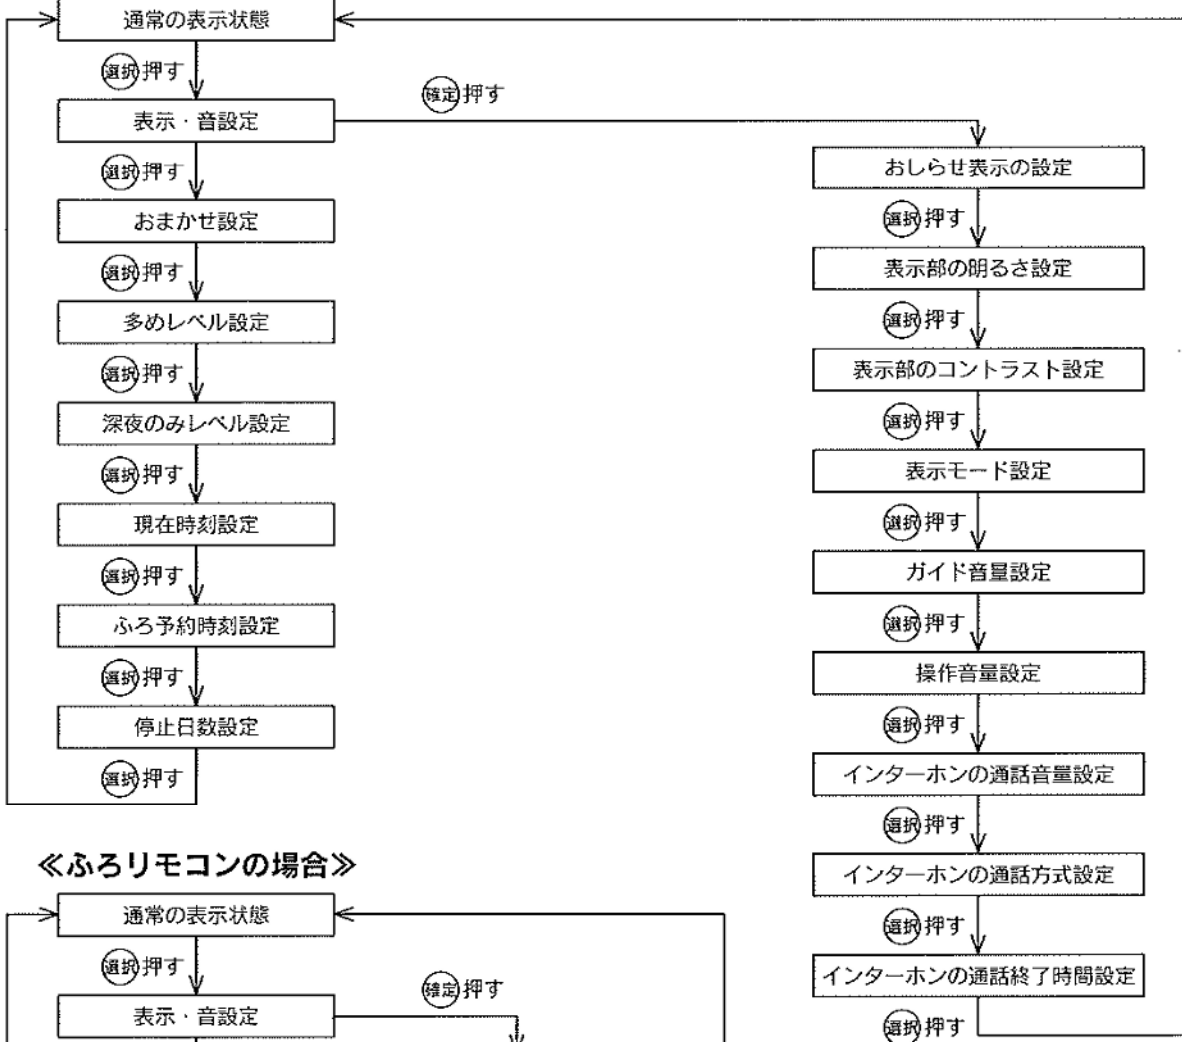 通常の表示状態
選択押す
表示・音設定
選択押す
おまかせ設定
選択押す
多めレベル設定
選択押す
深夜のみレベル設定
選択押す
現在時刻設定
選択押す
ふろ予約時刻設定
選択押す
停止日数設定
選択押す
確定押す
おしらせ表示の設定
選択押す
表示部の明るさ設定
選択押す
表示部のコントラスト設定
選択押す
表示モード設定
選択押す
ガイド音量設定
選択押す
操作音量設定
選択押す
インターホンの通話音量設定
選択押す
インターホンの通話方式設定
選択押す
インターホンの通話終了時間設定
選択押す
≪ふろリモコンの場合≫
通常の表示状態
選択押す
表示・音設定
確定押す